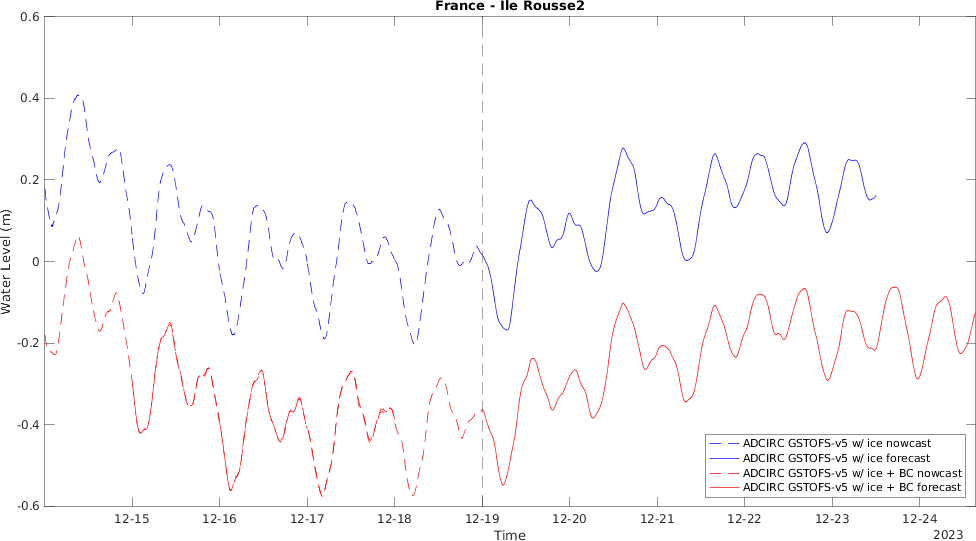 France - Ile Rousse2
Water Level (m)
0.6
0.4
0.2
0
-0.2
-0.4
-0.6
ADCIRC GSTOFS-v5 w/ ice nowcast
ADCIRC GSTOFS-v5 w/ ice forecast
ADCIRC GSTOFS-v5 w/ ice + BC nowcast
ADCIRC GSTOFS-v5 w/ ice + BC forecast
12-15 12-16 12-17 12-18 12-19 12-20 12-21 12-22 12-23 12-24
Time
2023